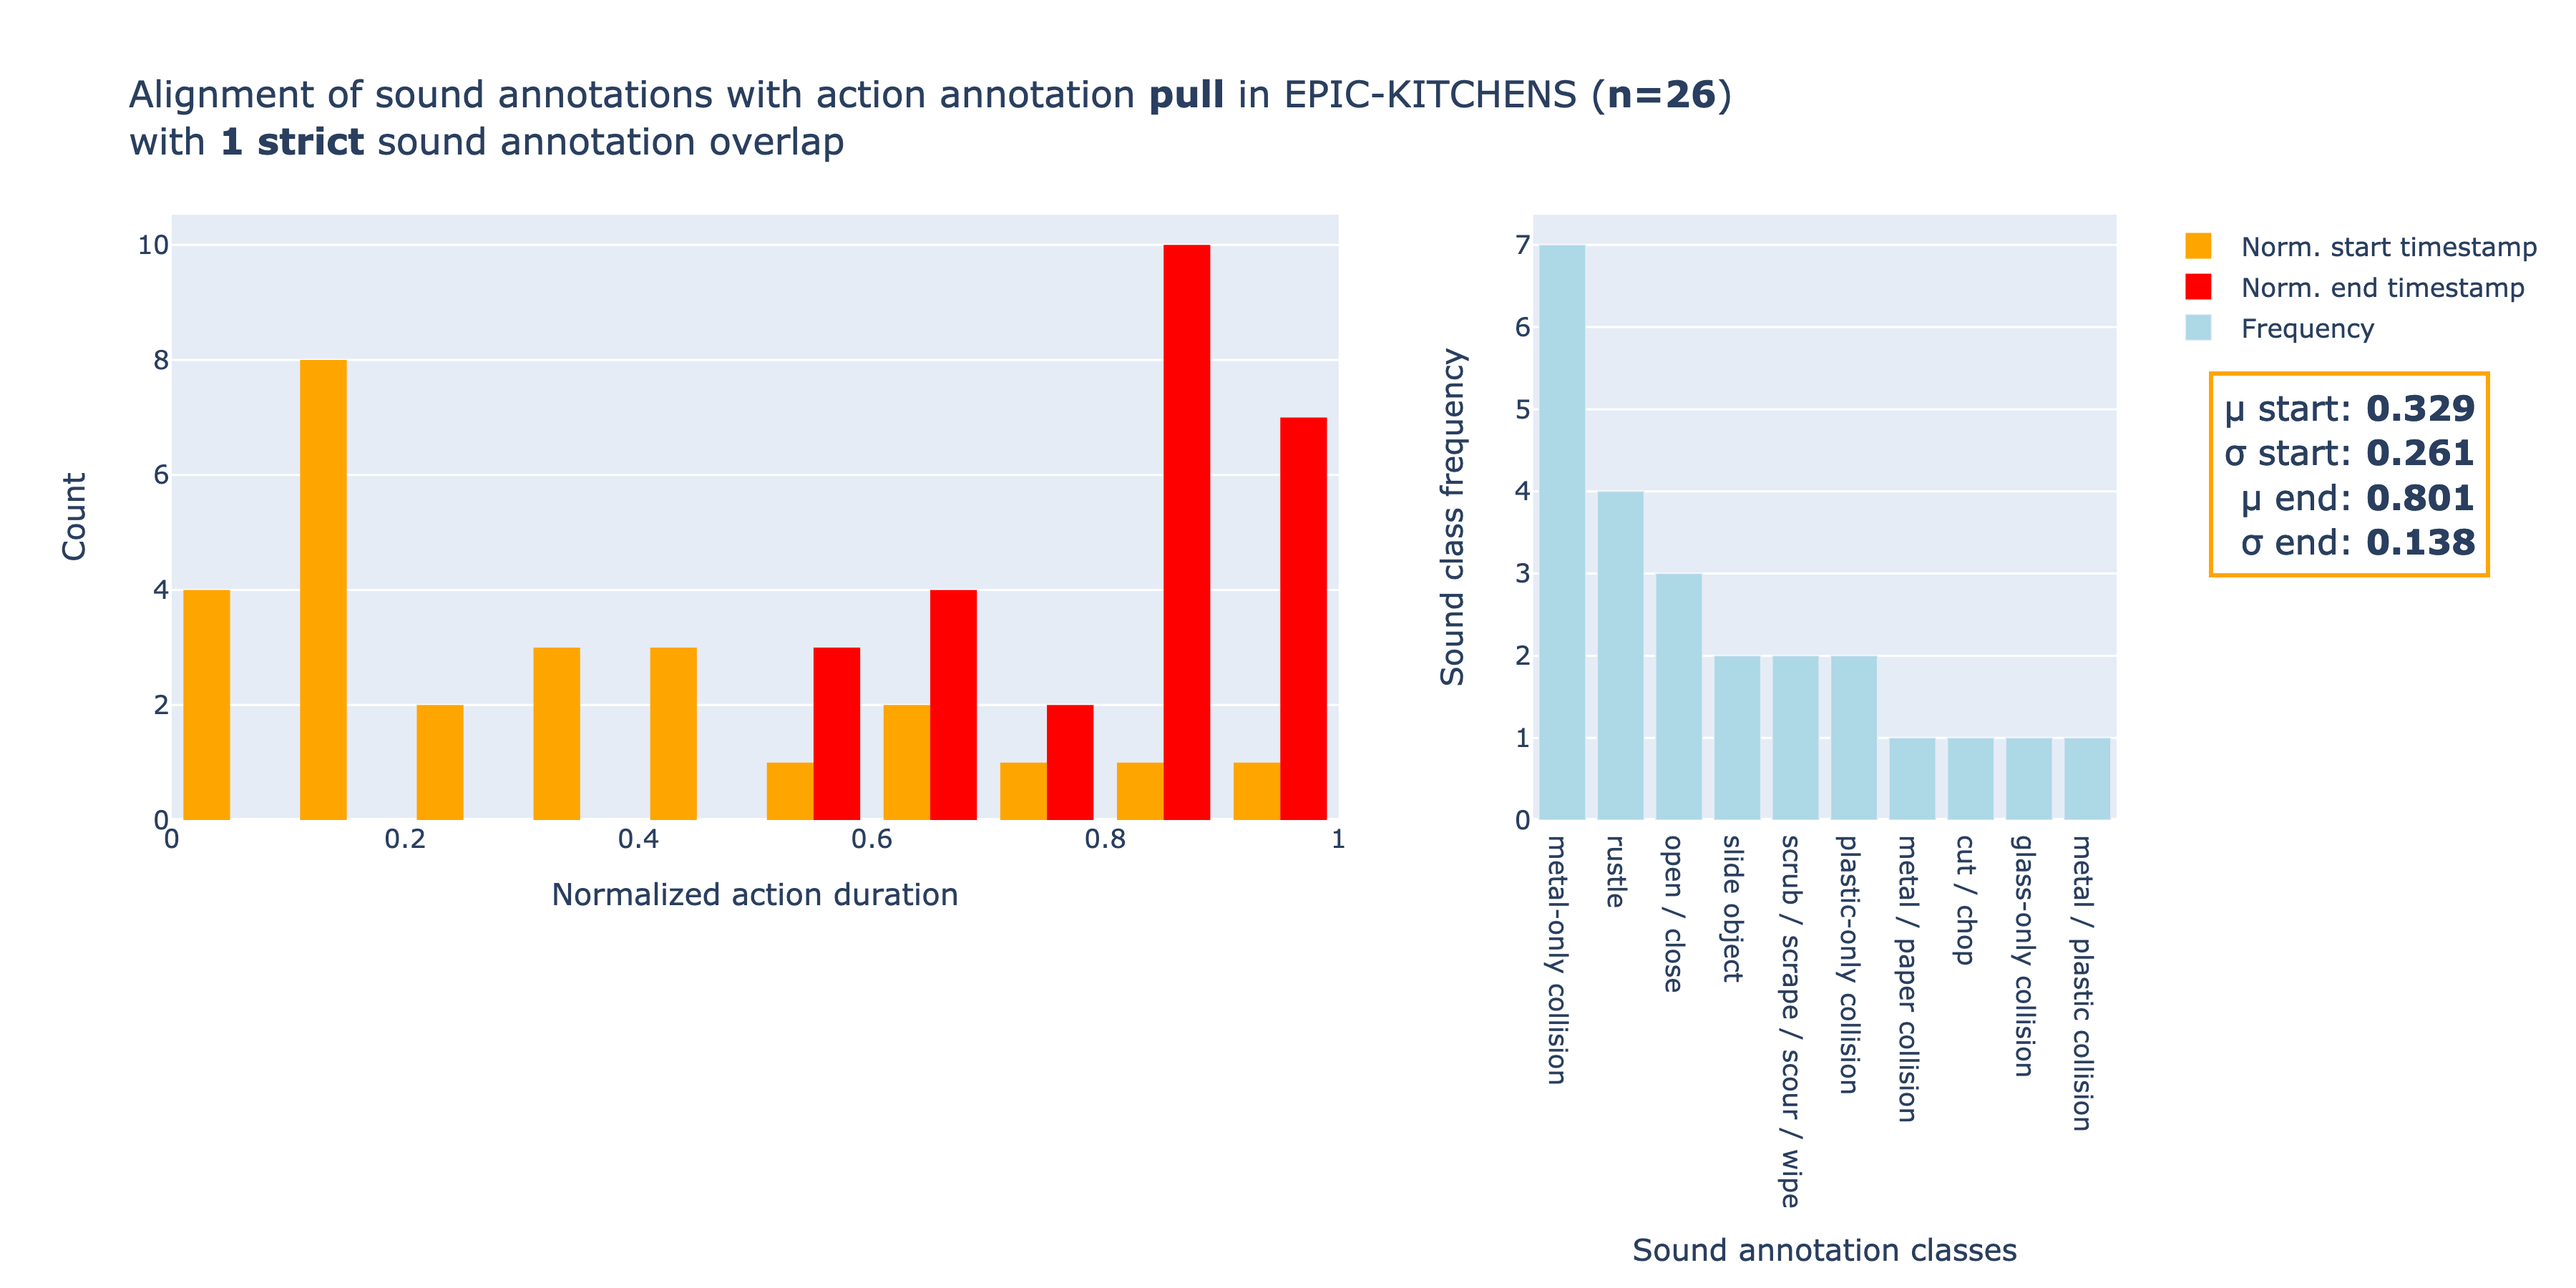 Alignment of sound annotations with action annotation pull in EPIC-KITCHENS (n=26)
with 1 strict sound annotation overlap
Count
10
8
6
4
2
0
0
0.2
0.4
0.6
0.8
1
Normalized action duration
Sound class frequency
7
6
5
4
3
2
1
0
metal-only collision
rustle
open / close
slide object
scrub / scrape / scour / wipe
plastic-only collision
metal / paper collision
cut / chop
glass-only collision
metal / plastic collision
Sound annotation classes
Norm. start timestamp
Norm. end timestamp
Frequency
μ start: 0.329
σ start: 0.261
μ end: 0.801
σ end: 0.138